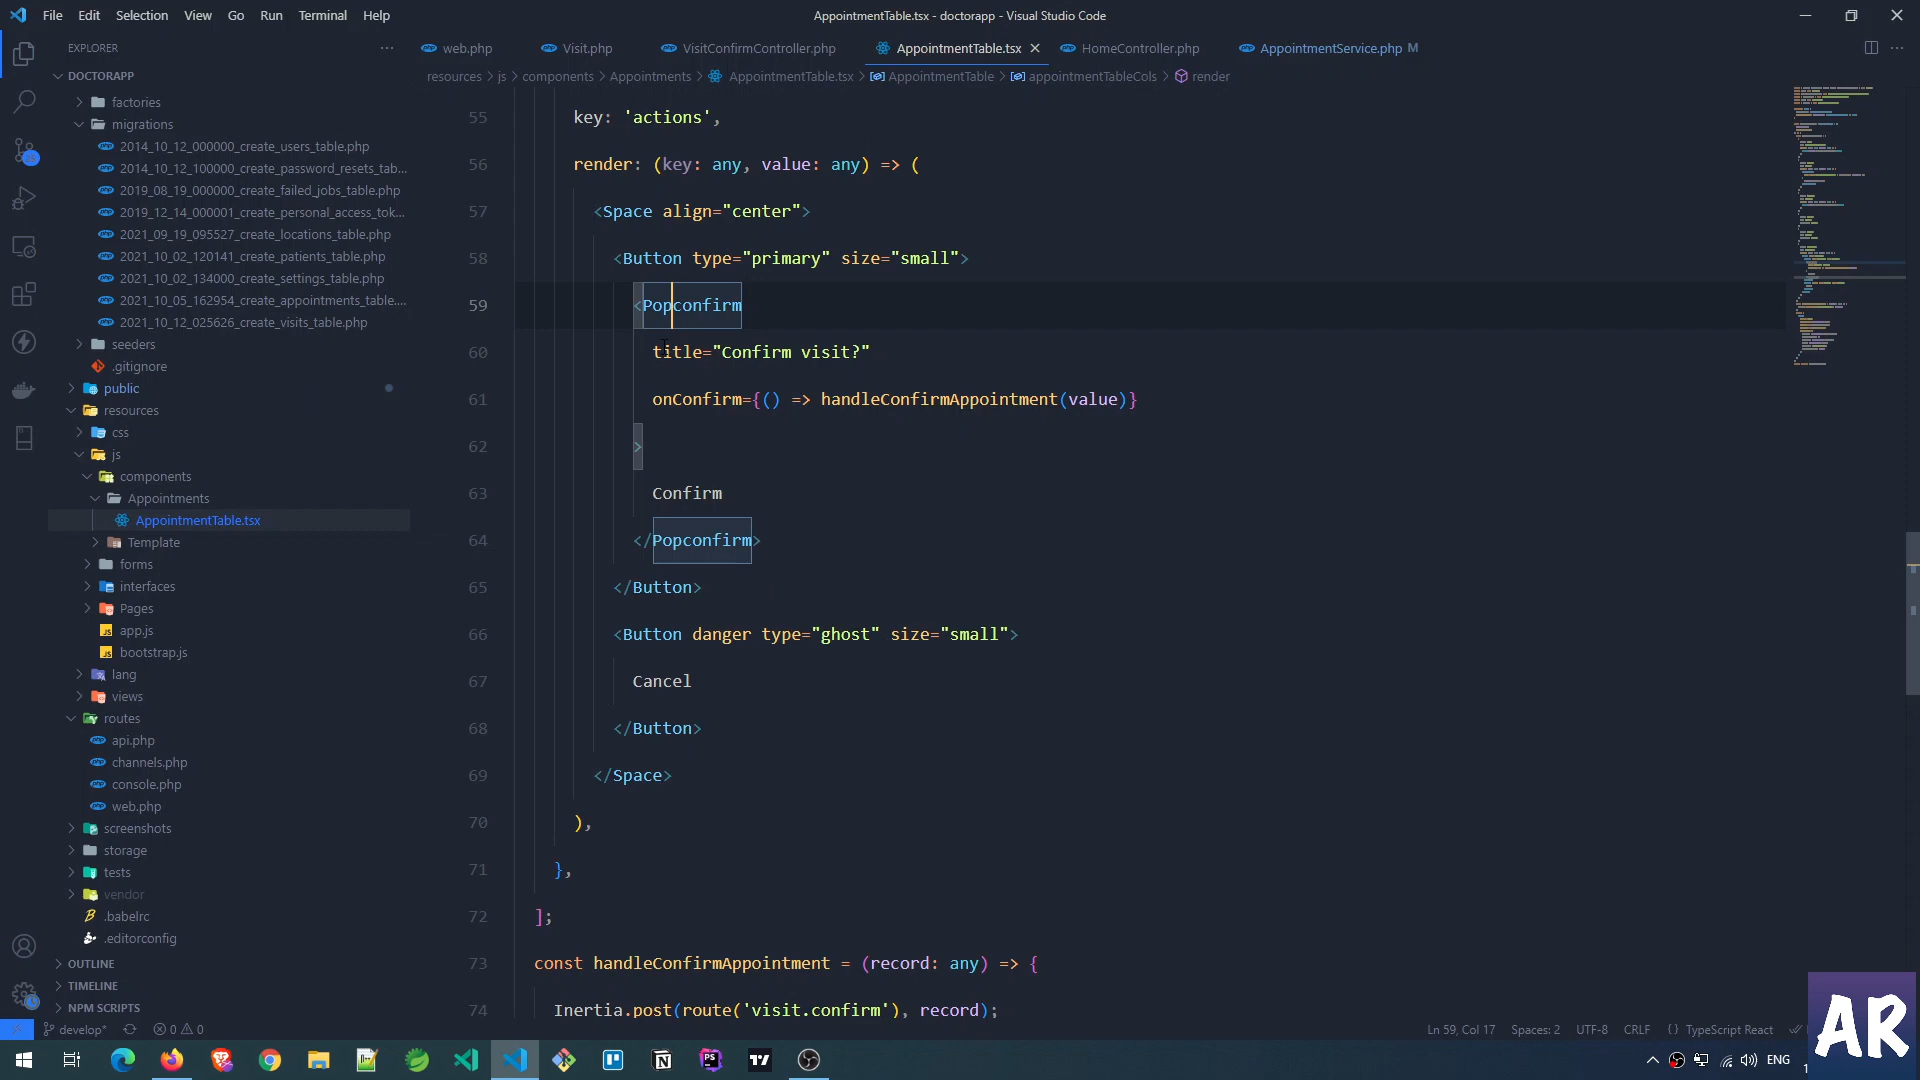 File Edit Selection View Go Run Terminal Help
AppointmentTable.tsx - doctorapp - Visual Studio Code
EXPLORER
web.php
Visit.php
VisitConfirmController.php
AppointmentTable.tsx
HomeController.php
AppointmentService.php M
DOCTORAPP
resources > js > components > Appointments > AppointmentTable.tsx > AppointmentTable > appointmentTableCols > render
factories
migrations
2014_10_12_000000_create_users_table.php
2014_10_12_100000_create_password_resets_tab...
2019_08_19_000000_create_failed_jobs_table.php
2019_12_14_000001_create_personal_access_tok...
2021_09_19_095527_create_locations_table.php
2021_10_02_120141_create_patients_table.php
2021_10_02_134000_create_settings_table.php
2021_10_05_162954_create_appointments_table....
2021_10_12_025626_create_visits_table.php
seeders
.gitignore
public
resources
css
js
components
Appointments
AppointmentTable.tsx
Template
forms
interfaces
Pages
app.js
bootstrap.js
lang
views
routes
api.php
channels.php
console.php
web.php
screenshots
storage
tests
vendor
.babelrc
.editorconfig
OUTLINE
TIMELINE
NPM SCRIPTS
55 key: 'actions',
56 render: (key: any, value: any) => (
57 <Space align="center">
58 <Button type="primary" size="small">
59 <Popconfirm
60 title="Confirm visit?"
61 onConfirm={() => handleConfirmAppointment(value)}
62 >
63 Confirm
64 </Popconfirm>
65 </Button>
66 <Button danger type="ghost" size="small">
67 Cancel
68 </Button>
69 </Space>
70 ),
71 },
72 ];
73 const handleConfirmAppointment = (record: any) => {
74 Inertia.post(route('visit.confirm'), record);
develop* 0 0
Ln 59, Col 17 Spaces: 2 UTF-8 CRLF {} TypeScript React
ENG
AR